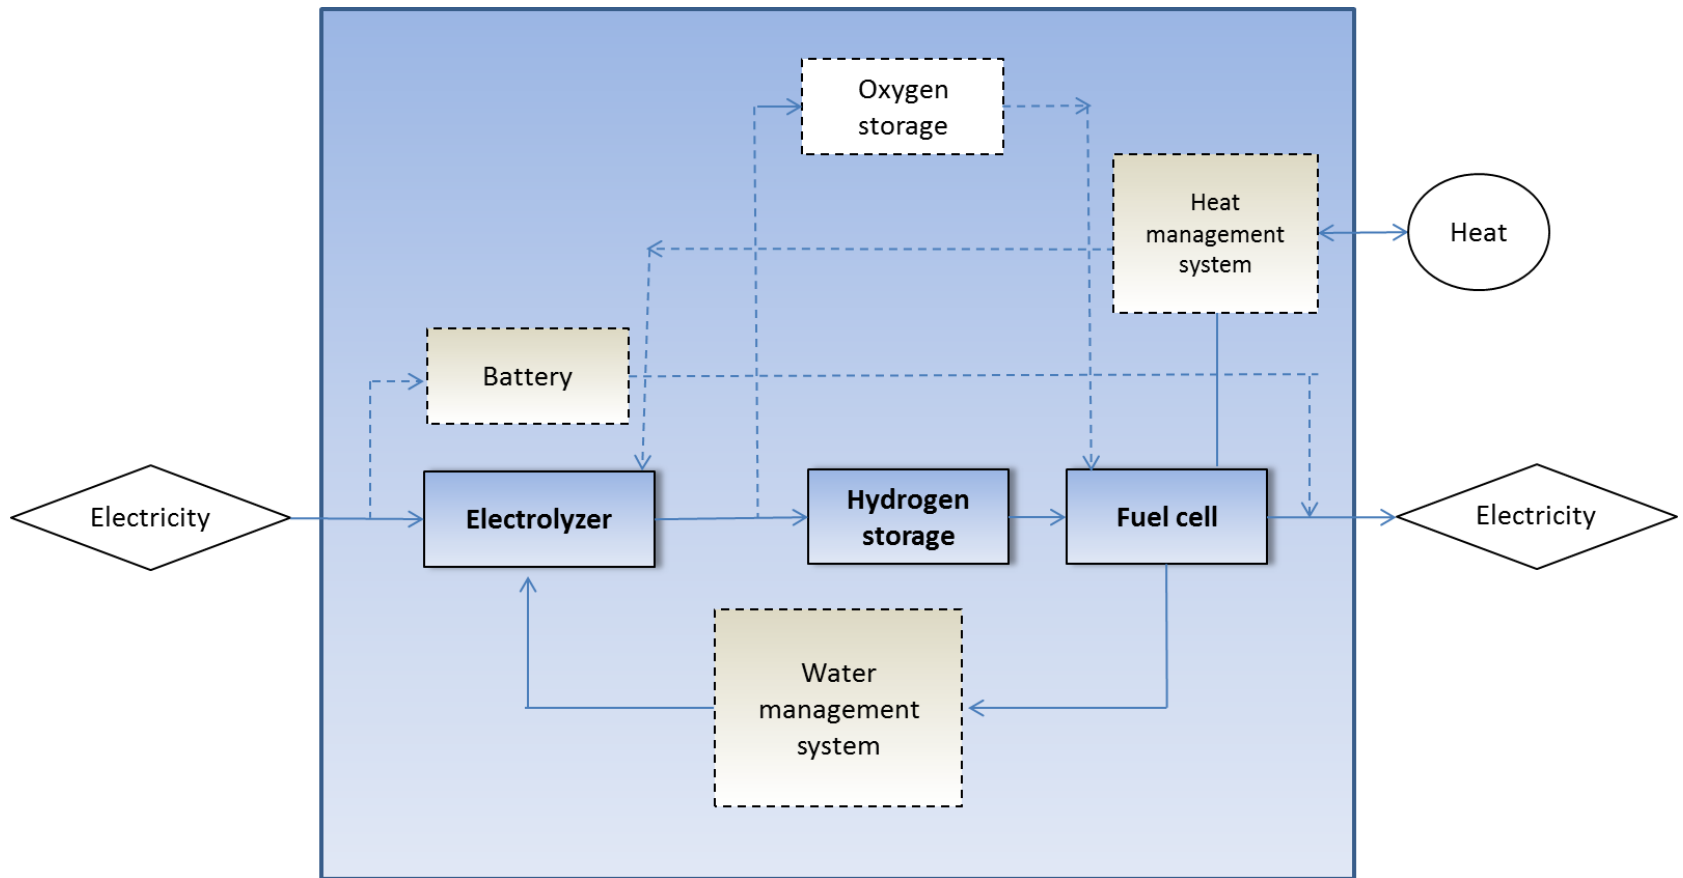 Oxygen
storage
Heat
management
system
Heat
Battery
Electricity
Electrolyzer
Hydrogen
storage
Fuel cell
Electricity
Water
management
system